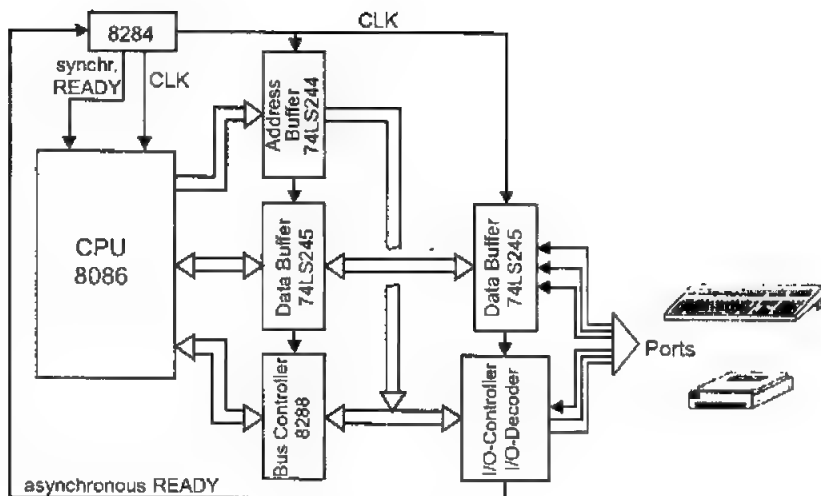 8284
CLK
synchr,
READY
CLK
Address
Buffer
74LS244
CPU
8086
Data Buffer
74LS245
Data Buffer
74LS245
Ports
Bus Controller
8288
I/O-Controller
I/O-Decoder
asynchronous READY